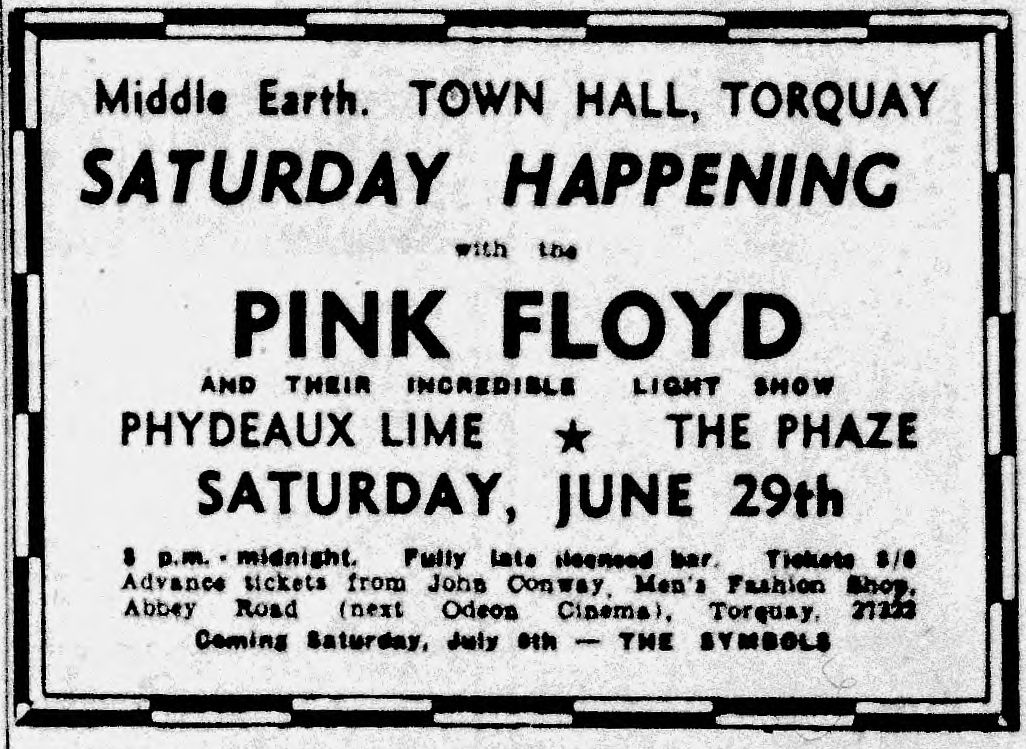 Middle Earth. TOWN HALL, TORQUAY
SATURDAY HAPPENING
with the
PINK FLOYD
AND THEIR INCREDIBLE LIGHT SHOW
PHYDEAUX LIME ★ THE PHAZE
SATURDAY, JUNE 29th
8 p.m. - midnight. Fully late licensed bar. Tickets
Advance tickets from John Conway, Men's Fashion Shop,
Abbey Road (next Odeon Cinema), Torquay.
Coming Saturday, July 6th — THE SYMBOLS